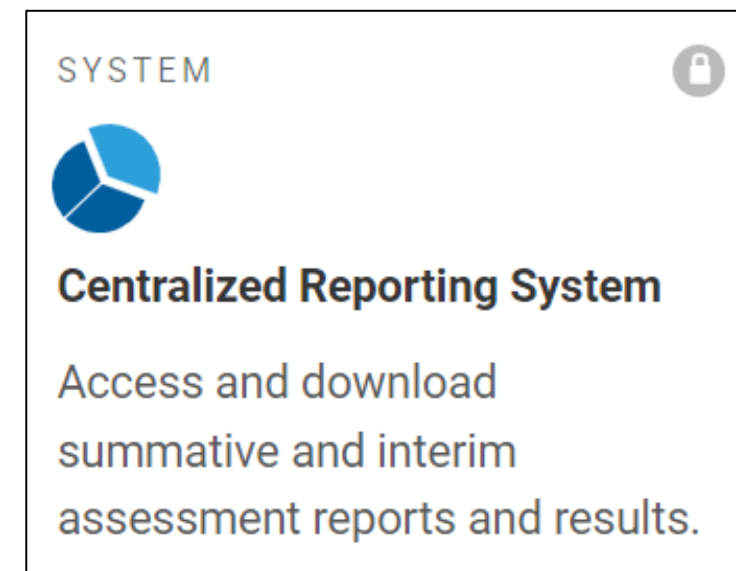 SYSTEM
Centralized Reporting System
Access and download
summative and interim
assessment reports and results.